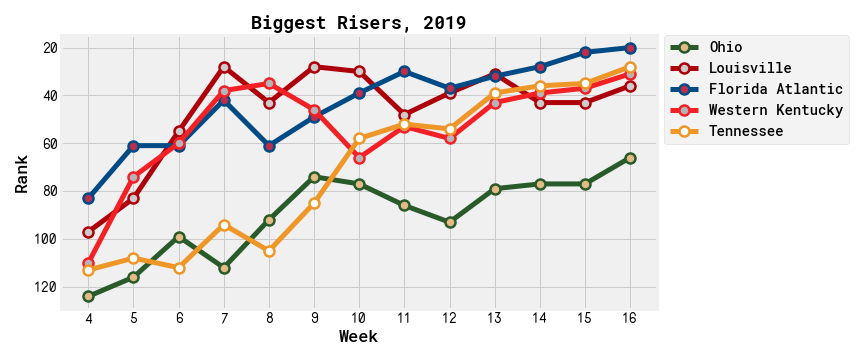 Biggest Risers, 2019
Rank
20
40
60
80
100
120
4 5 6 7 8 9 10 11 12 13 14 15 16
Week
Ohio
Louisville
Florida Atlantic
Western Kentucky
Tennessee